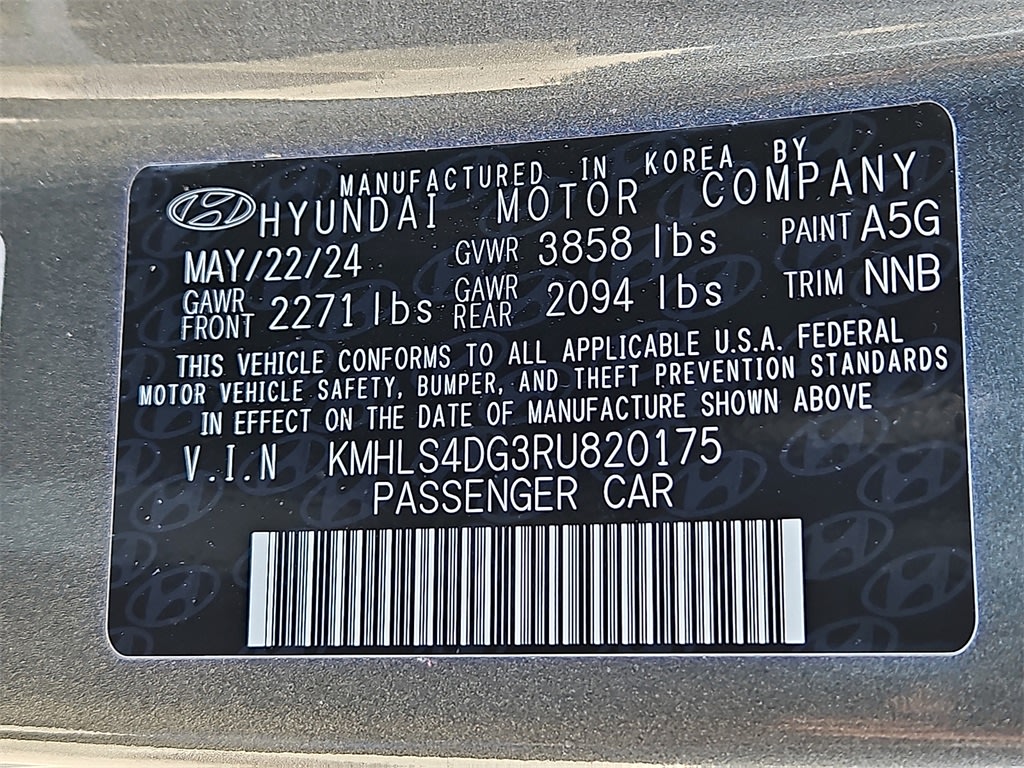 MANUFACTURED IN KOREA BY
HYUNDAI MOTOR COMPANY
MAY/22/24 GVWR 3858 lbs PAINT A5G
GAWR FRONT 2271 lbs GAWR REAR 2094 lbs TRIM NNB
THIS VEHICLE CONFORMS TO ALL APPLICABLE U.S.A. FEDERAL
MOTOR VEHICLE SAFETY, BUMPER, AND THEFT PREVENTION STANDARDS
IN EFFECT ON THE DATE OF MANUFACTURE SHOWN ABOVE
V.I.N KMHLS4DG3RU820175
PASSENGER CAR